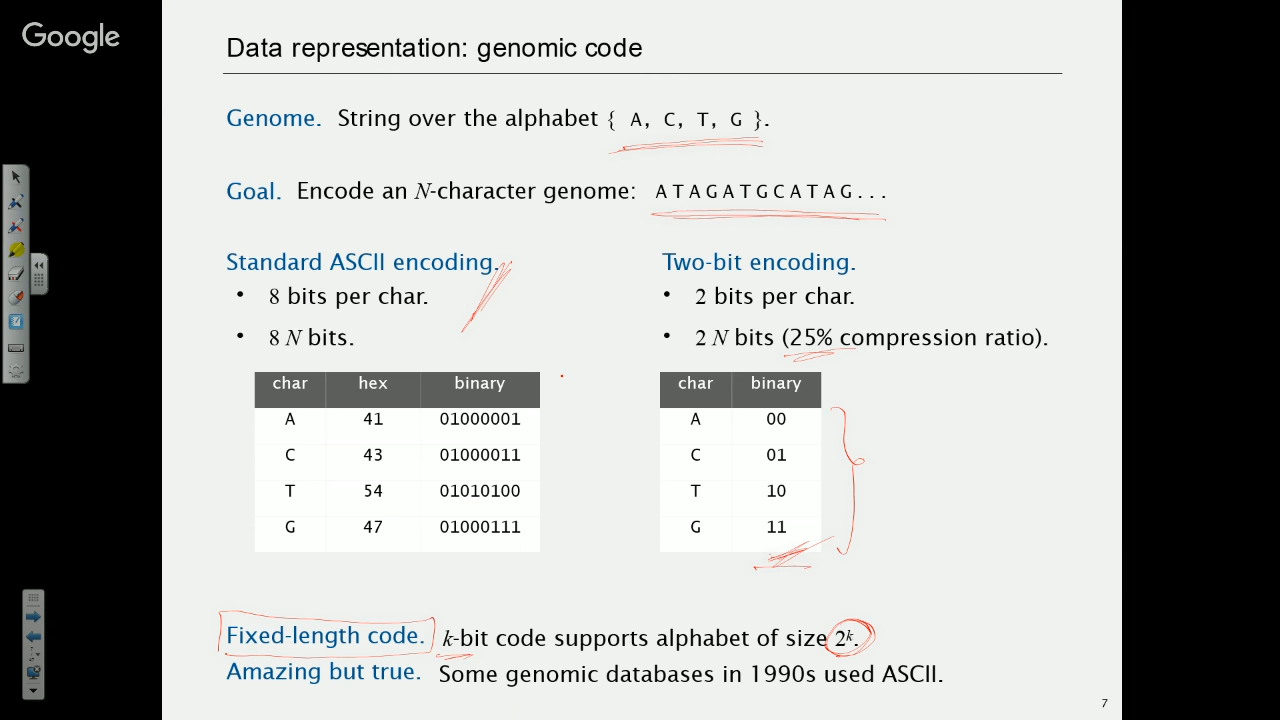 Google
Data representation: genomic code
Genome. String over the alphabet { A, C, T, G }.
Goal. Encode an N-character genome: ATAGATGCATAG...
Standard ASCII encoding.
• 8 bits per char.
• 8 N bits.
char hex binary
A 41 01000001
C 43 01000011
T 54 01010100
G 47 01000111
Two-bit encoding.
• 2 bits per char.
• 2 N bits (25% compression ratio).
char binary
A 00
C 01
T 10
G 11
Fixed-length code. k-bit code supports alphabet of size 2ᵏ.
Amazing but true. Some genomic databases in 1990s used ASCII.
7